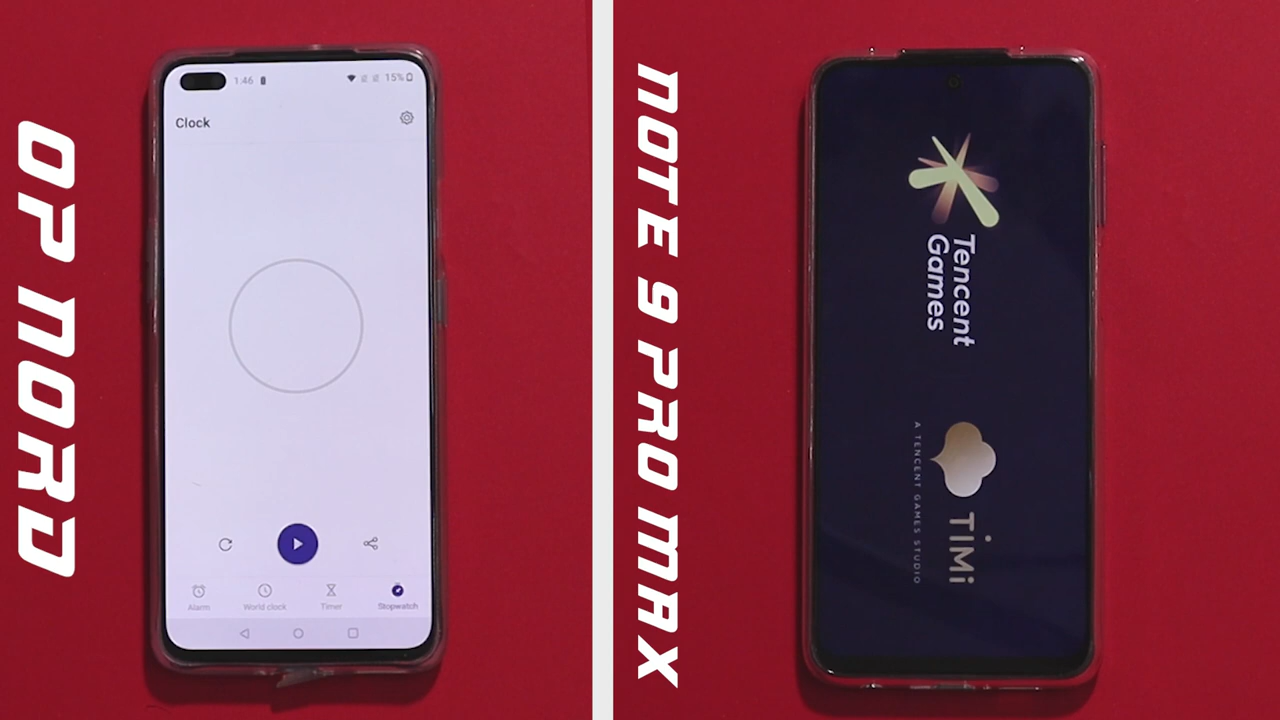 OP NORD
1:46
15%
Clock
Alarm
World clock
Timer
Stopwatch
NOTE 9 PRO MAX
Tencent
Games
TiMi
A TENCENT GAMES STUDIO